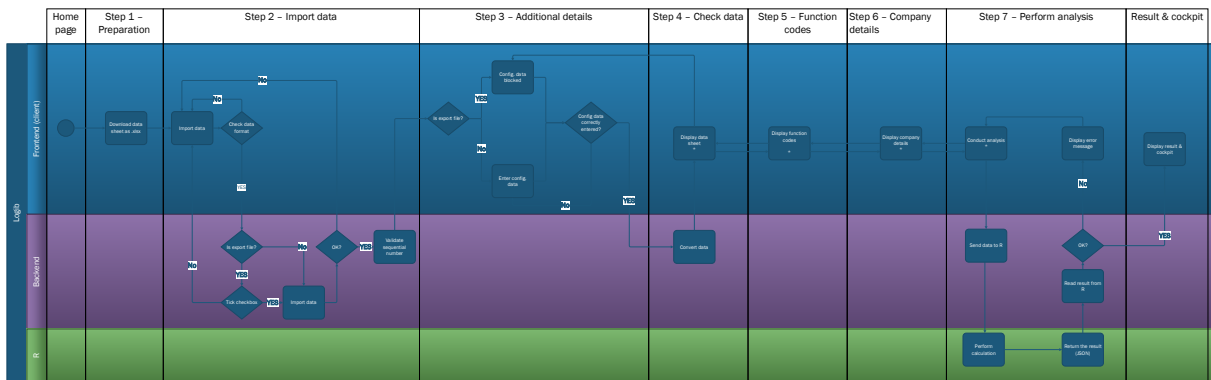 Home
page
Step 1 –
Preparation
Step 2 – Import data
Step 3 – Additional details
Step 4 – Check data
Step 5 – Function
codes
Step 6 – Company
details
Step 7 – Perform analysis
Result & cockpit
Logib
Frontend (client)
Download data
sheet as .xlsx
Import data
No
No
Check data
format
YES
Is export file?
YES
No
Config. data
blocked
Enter config.
data
Config data
correctly
entered?
No
YES
Display data
sheet
*
Display function
codes
*
Display company
details
*
Conduct analysis
*
Display error
message
No
Display result &
cockpit
Backend
Is export file?
No
YES
No
Tick checkbox
YES
Import data
OK?
YES
Validate
sequential
number
Convert data
Send data to R
OK?
YES
Read result from
R
R
Perform
calculation
Return the result
(JSON)